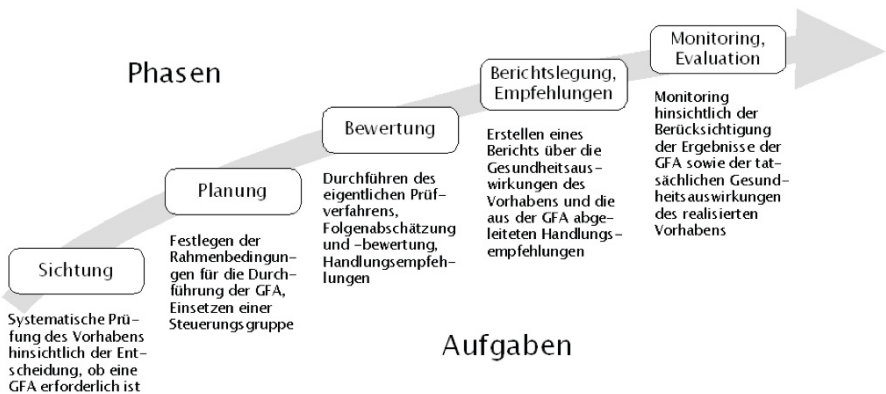 Phasen
Sichtung
Systematische Prü–
fung des Vorhabens
hinsichtlich der Ent–
scheidung, ob eine
GFA erforderlich ist
Planung
Festlegen der
Rahmenbedingun–
gen für die Durch–
führung der GFA,
Einsetzen einer
Steuerungsgruppe
Bewertung
Durchführen des
eigentlichen Prüf–
verfahrens,
Folgenabschätzung
und –bewertung,
Handlungsempfeh–
lungen
Berichtslegung,
Empfehlungen
Erstellen eines
Berichts über die
Gesundheitsaus–
wirkungen des
Vorhabens und die
aus der GFA abge–
leiteten Handlungs–
empfehlungen
Monitoring,
Evaluation
Monitoring
hinsichtlich der
Berücksichtigung
der Ergebnisse der
GFA sowie der tat–
sächlichen Gesund–
heitsauswirkungen
des realisierten
Vorhabens
Aufgaben